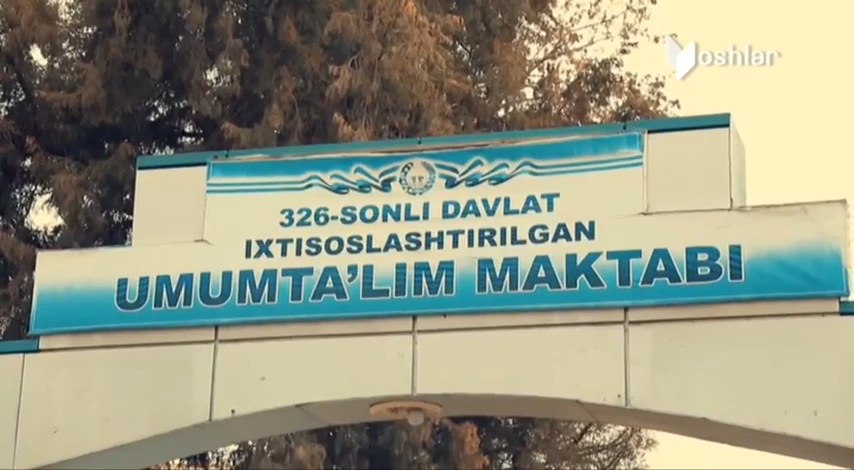 Yoshlar
326-SONLI DAVLAT
IXTISOSLASHTIRILGAN
UMUMTA'LIM MAKTABI